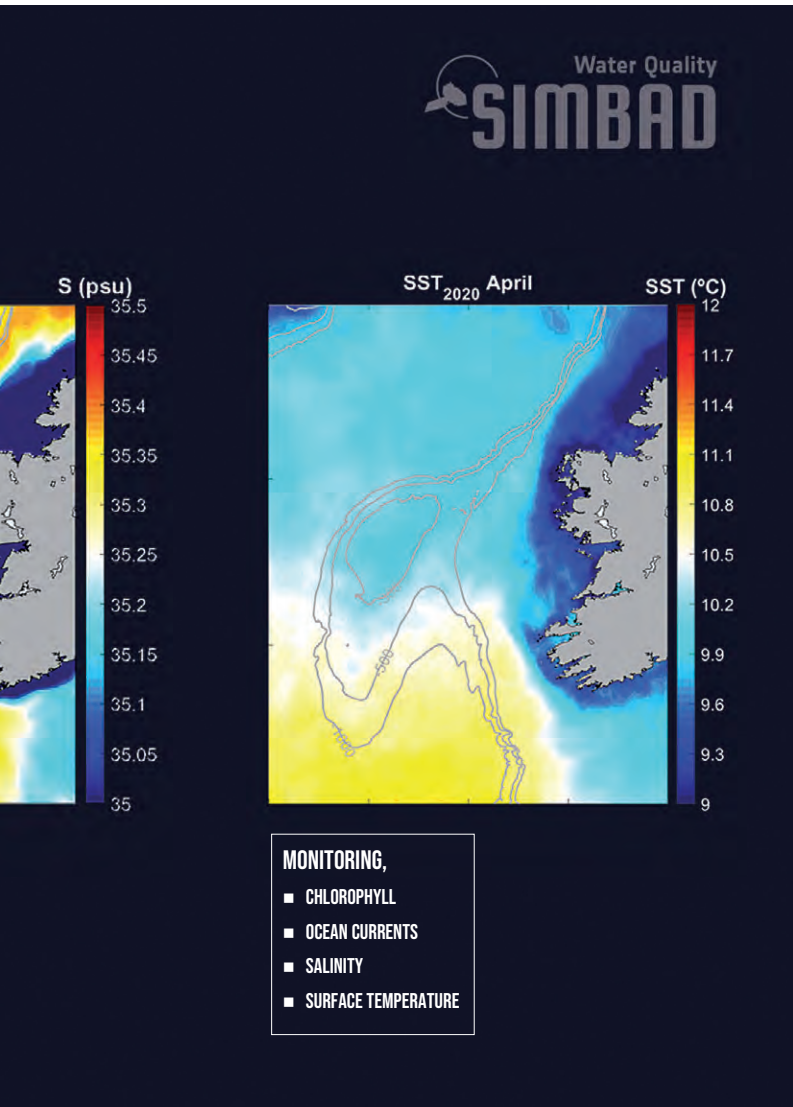 Water Quality
SIMBAD
S (psu)
35.5
35.45
35.4
35.35
35.3
35.25
35.2
35.15
35.1
35.05
35
SST2020 April
SST (ºC)
12
11.7
11.4
11.1
10.8
10.5
10.2
9.9
9.6
9.3
9
-500
MONITORING,
■ CHLOROPHYLL
■ OCEAN CURRENTS
■ SALINITY
■ SURFACE TEMPERATURE